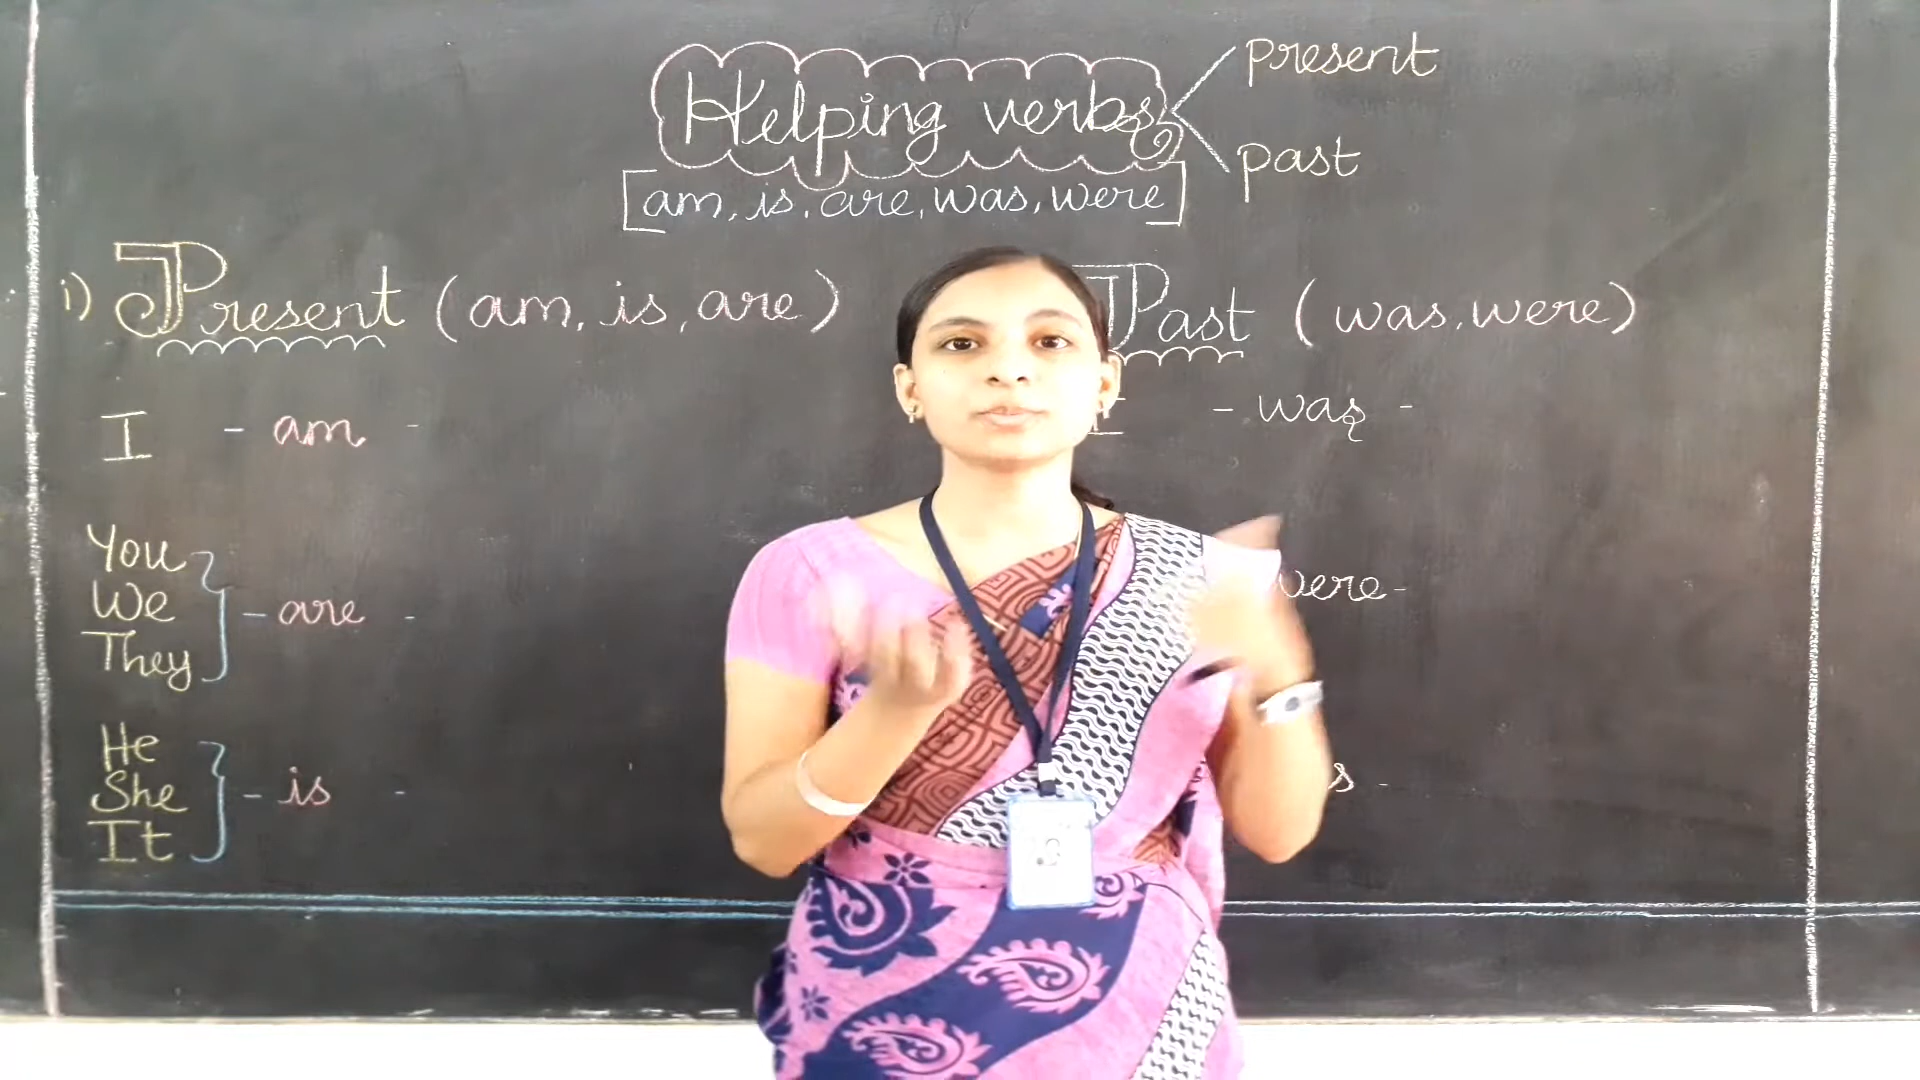 Helping verbs
present
past
[am, is, are, was, were]
i) Present (am, is, are)
I - am -
You
We
They
- are -
He
She
It
- is -
Past (was, were)
- was -
were -